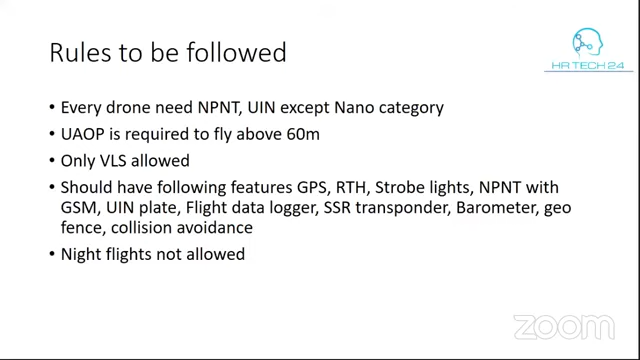 Rules to be followed
HR TECH 24
• Every drone need NPNT, UIN except Nano category
• UAOP is required to fly above 60m
• Only VLS allowed
• Should have following features GPS, RTH, Strobe lights, NPNT with
GSM, UIN plate, Flight data logger, SSR transponder, Barometer, geo
fence, collision avoidance
• Night flights not allowed
zoom